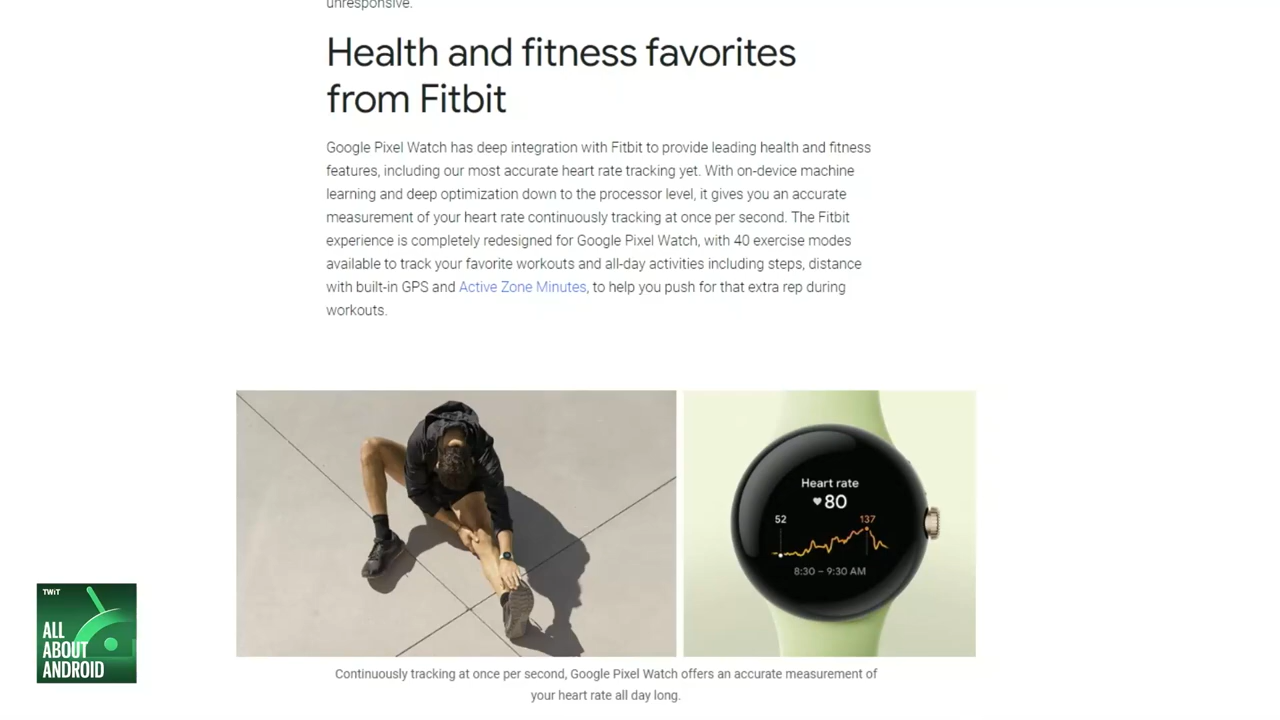 unresponsive.
Health and fitness favorites
from Fitbit
Google Pixel Watch has deep integration with Fitbit to provide leading health and fitness
features, including our most accurate heart rate tracking yet. With on-device machine
learning and deep optimization down to the processor level, it gives you an accurate
measurement of your heart rate continuously tracking at once per second. The Fitbit
experience is completely redesigned for Google Pixel Watch, with 40 exercise modes
available to track your favorite workouts and all-day activities including steps, distance
with built-in GPS and Active Zone Minutes, to help you push for that extra rep during
workouts.
Heart rate
80
52 137
8:30 – 9:30 AM
Continuously tracking at once per second, Google Pixel Watch offers an accurate measurement of
your heart rate all day long.
TWiT
ALL
ABOUT
ANDROID